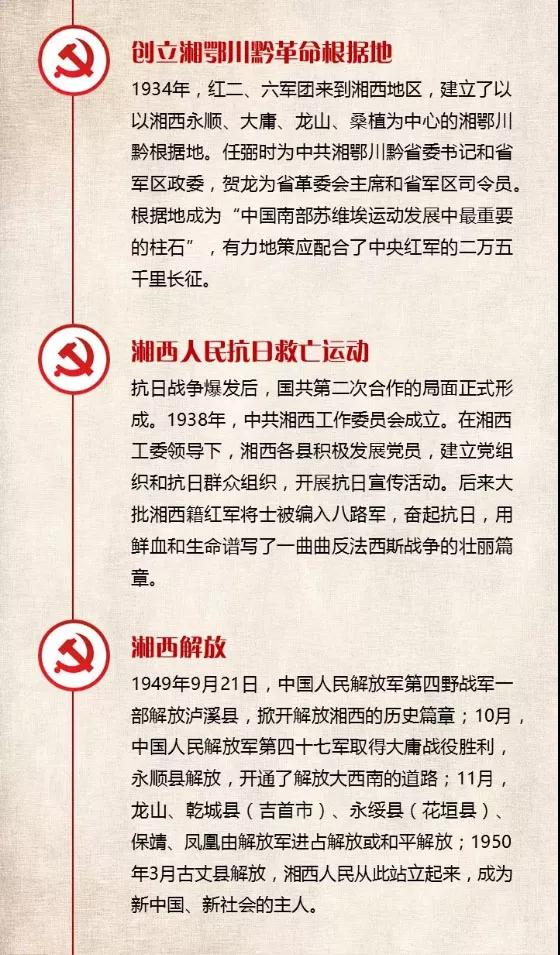 创立湘鄂川黔革命根据地
1934年，红二、六军团来到湘西地区，建立了以
以湘西永顺、大庸、龙山、桑植为中心的湘鄂川
黔根据地。任弼时为中共湘鄂川黔省委书记和省
军区政委，贺龙为省革委会主席和省军区司令员。
根据地成为“中国南部苏维埃运动发展中最重要
的柱石”，有力地策应配合了中央红军的二万五
千里长征。
湘西人民抗日救亡运动
抗日战争爆发后，国共第二次合作的局面正式形
成。1938年，中共湘西工作委员会成立。在湘西
工委领导下，湘西各县积极发展党员，建立党组
织和抗日群众组织，开展抗日宣传活动。后来大
批湘西籍红军将士被编入八路军，奋起抗日，用
鲜血和生命谱写了一曲曲反法西斯战争的壮丽篇
章。
湘西解放
1949年9月21日，中国人民解放军第四野战军一
部解放泸溪县，掀开解放湘西的历史篇章；10月，
中国人民解放军第四十七军取得大庸战役胜利，
永顺县解放，开通了解放大西南的道路；11月，
龙山、乾城县（吉首市）、永绥县（花垣县）、
保靖、凤凰由解放军进占解放或和平解放；1950
年3月古丈县解放，湘西人民从此站立起来，成为
新中国、新社会的主人。